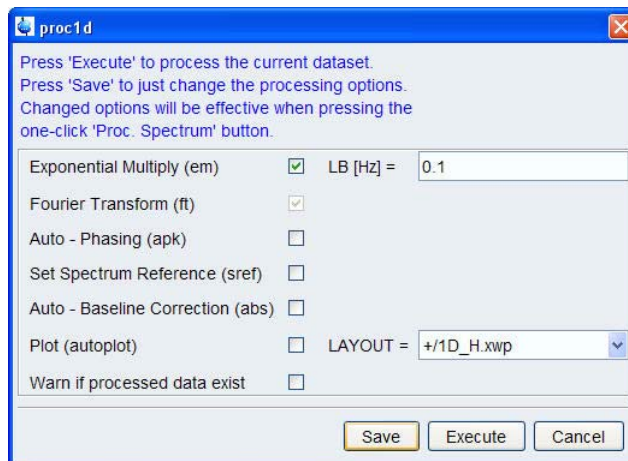 proc1d
Press 'Execute' to process the current dataset.
Press 'Save' to just change the processing options.
Changed options will be effective when pressing the
one-click 'Proc. Spectrum' button.
Exponential Multiply (em) LB [Hz] = 0.1
Fourier Transform (ft)
Auto - Phasing (apk)
Set Spectrum Reference (sref)
Auto - Baseline Correction (abs)
Plot (autoplot) LAYOUT = +/1D_H.xwp
Warn if processed data exist
Save Execute Cancel